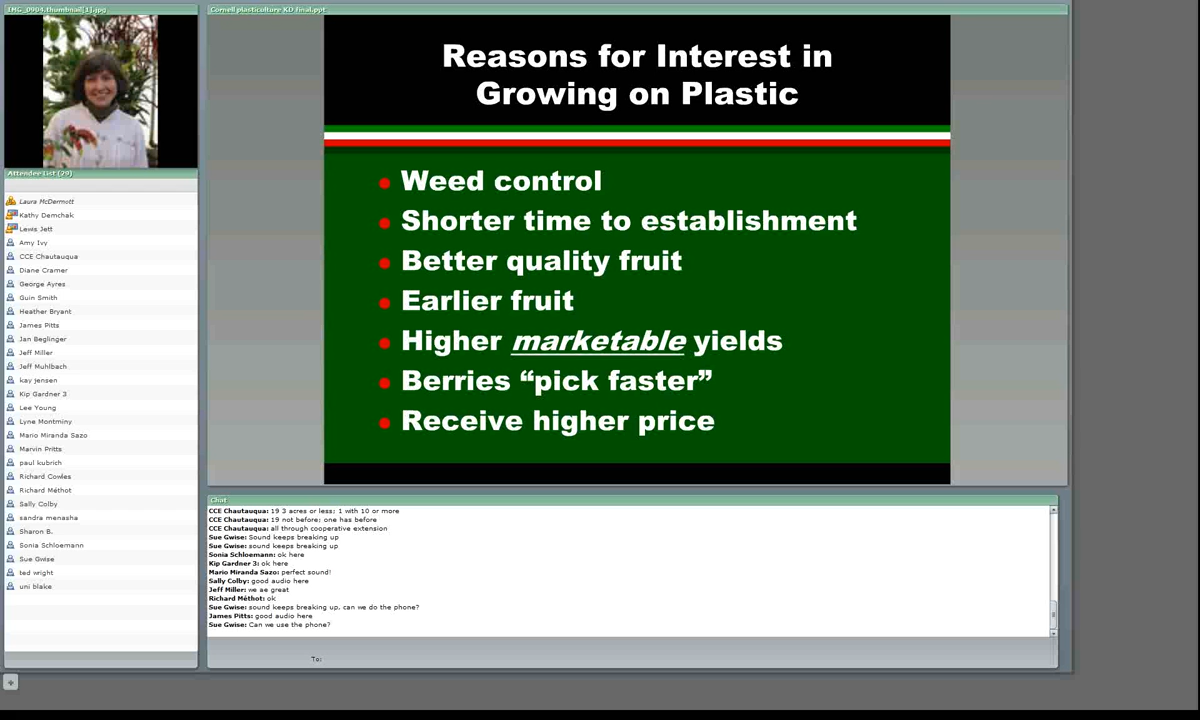 IMG_0904.thumbnail[1].jpg
Attendee List (29)
Laura McDermott
Kathy Demchak
Lewis Jett
Amy Ivy
CCE Chautauqua
Diane Cramer
George Ayres
Guin Smith
Heather Bryant
James Pitts
Jan Beglinger
Jeff Miller
Jeff Muhlbach
kay jensen
Kip Gardner 3
Lee Young
Lyne Montminy
Mario Miranda Sazo
Marvin Pritts
paul kubrich
Richard Cowles
Richard Méthot
Sally Colby
sandra menasha
Sharon B.
Sonia Schloemann
Sue Gwise
ted wright
uni blake
Cornell plasticulture KD final.ppt
Reasons for Interest in
Growing on Plastic
Weed control
Shorter time to establishment
Better quality fruit
Earlier fruit
Higher marketable yields
Berries “pick faster”
Receive higher price
Chat
CCE Chautauqua: 19 3 acres or less; 1 with 10 or more
CCE Chautauqua: 19 not before; one has before
CCE Chautauqua: all through cooperative extension
Sue Gwise: Sound keeps breaking up
Sue Gwise: sound keeps breaking up
Sonia Schloemann: ok here
Kip Gardner 3: ok here
Mario Miranda Sazo: perfect sound!
Sally Colby: good audio here
Jeff Miller: we ae great
Richard Méthot: ok
Sue Gwise: sound keeps breaking up, can we do the phone?
James Pitts: good audio here
Sue Gwise: Can we use the phone?
To: